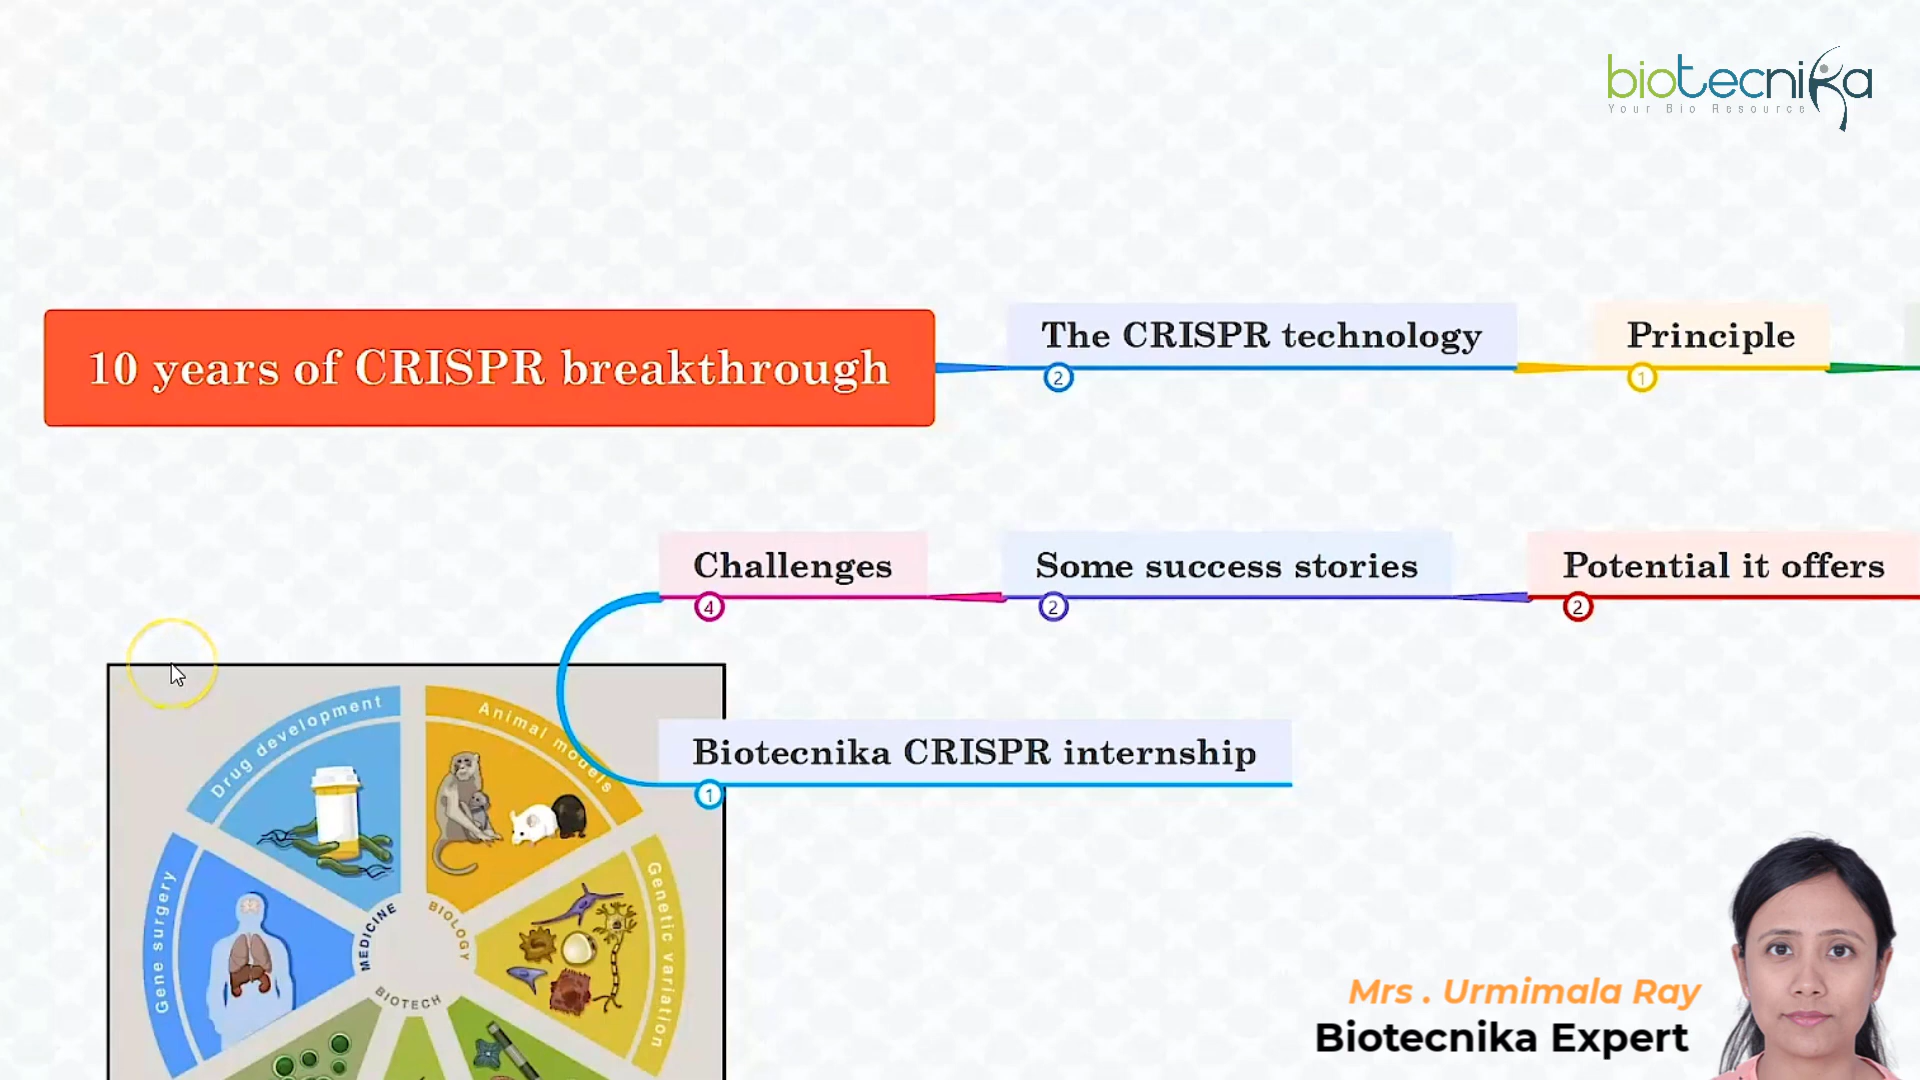 biotecnika
Your Bio Resource
10 years of CRISPR breakthrough
The CRISPR technology
2
Principle
1
Challenges
4
Some success stories
2
Potential it offers
2
Biotecnika CRISPR internship
1
Drug development
Animal models
Gene surgery
Genetic variation
MEDICINE
BIOLOGY
BIOTECH
Mrs . Urmimala Ray
Biotecnika Expert